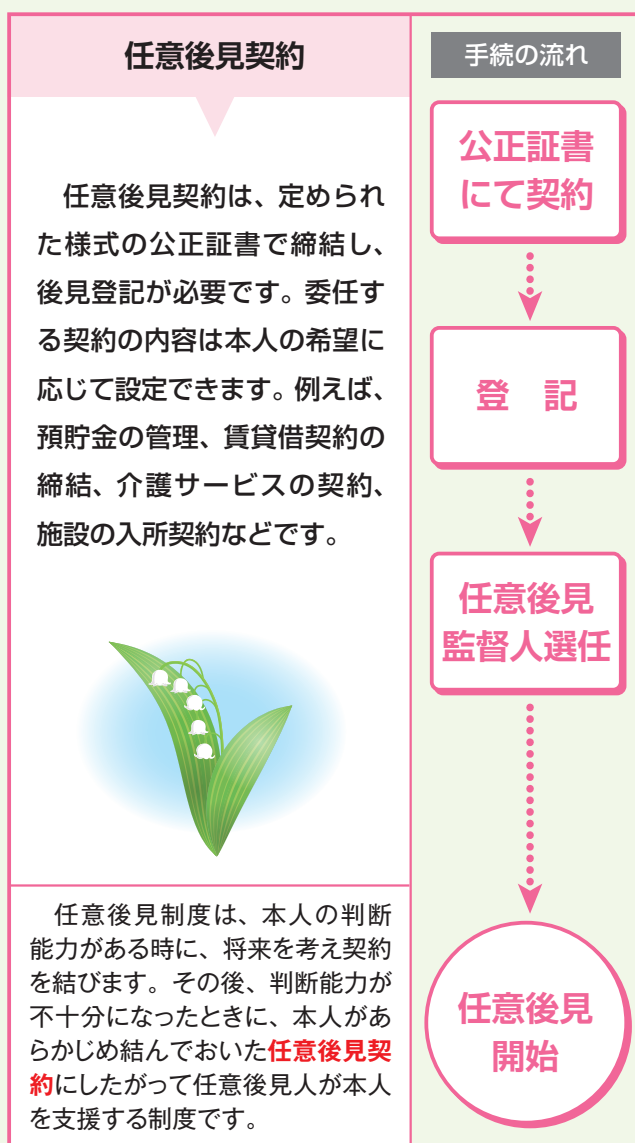 任意後見契約
任意後見契約は、定められ
た様式の公正証書で締結し、
後見登記が必要です。委任す
る契約の内容は本人の希望に
応じて設定できます。例えば、
預貯金の管理、賃貸借契約の
締結、介護サービスの契約、
施設の入所契約などです。
任意後見制度は、本人の判断
能力がある時に、将来を考え契約
を結びます。その後、判断能力が
不十分になったときに、本人があ
らかじめ結んでおいた任意後見契
約にしたがって任意後見人が本人
を支援する制度です。
手続の流れ
公正証書
にて契約
登　記
任意後見
監督人選任
任意後見
開始